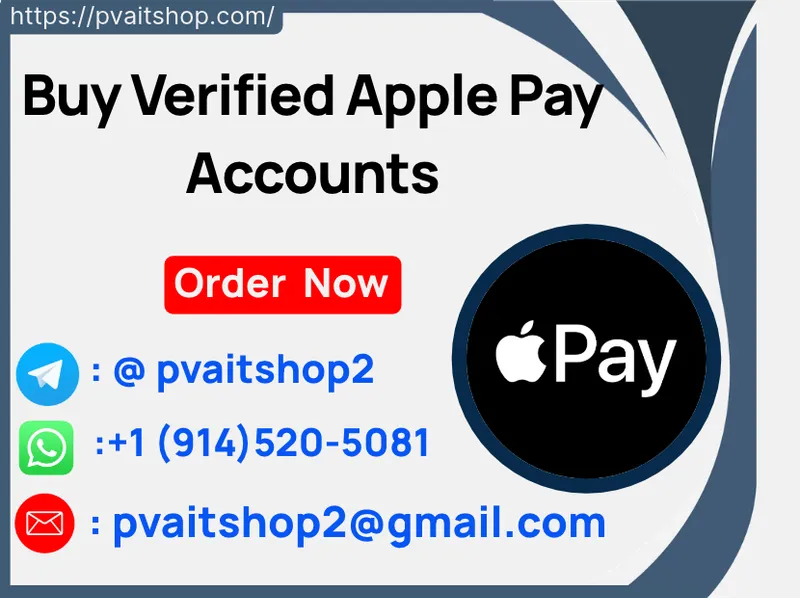 https://pvaitshop.com/
Buy Verified Apple Pay
Accounts
Order Now
: @ pvaitshop2
Pay
:+1 (914)520-5081
: pvaitshop2@gmail.com